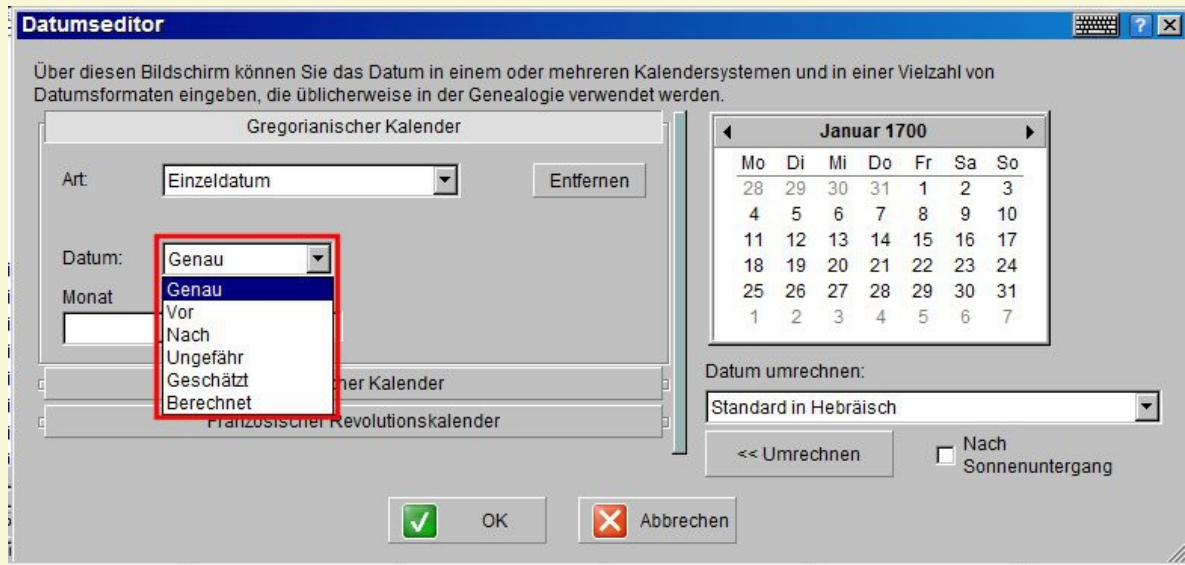 Datumseditor
Über diesen Bildschirm können Sie das Datum in einem oder mehreren Kalendersystemen und in einer Vielzahl von
Datumsformaten eingeben, die üblicherweise in der Genealogie verwendet werden.
Gregorianischer Kalender
Art:
Einzeldatum
Entfernen
Datum:
Genau
Genau
Vor
Nach
Ungefähr
Geschätzt
Berechnet
Monat
Kalender
Französischer Revolutionskalender
Januar 1700
Mo Di Mi Do Fr Sa So
28 29 30 31 1 2 3
4 5 6 7 8 9 10
11 12 13 14 15 16 17
18 19 20 21 22 23 24
25 26 27 28 29 30 31
1 2 3 4 5 6 7
Datum umrechnen:
Standard in Hebräisch
<< Umrechnen
Nach
Sonnenuntergang
OK
Abbrechen